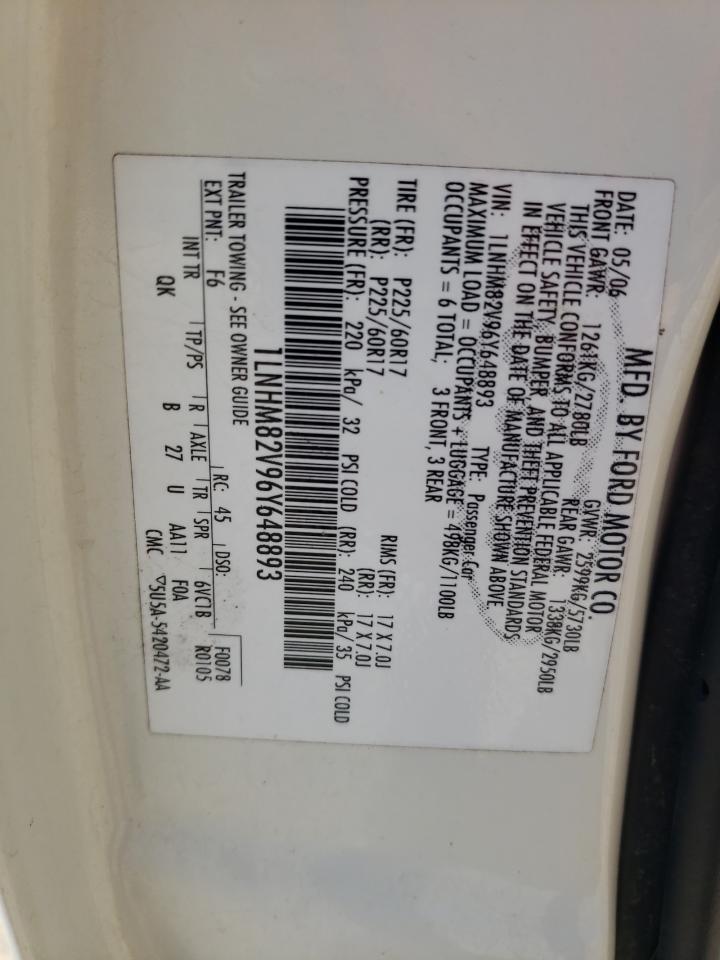 MFD. BY FORD MOTOR CO.
DATE: 05/06 GVWR: 2599KG/5730LB
FRONT GAWR: 1261KG/2780LB REAR GAWR: 1338KG/2950LB
THIS VEHICLE CONFORMS TO ALL APPLICABLE FEDERAL MOTOR
VEHICLE SAFETY, BUMPER, AND THEFT PREVENTION STANDARDS
IN EFFECT ON THE DATE OF MANUFACTURE SHOWN ABOVE.
VIN: 1LNHM82V96Y648893 TYPE: Passenger Car
MAXIMUM LOAD = OCCUPANTS + LUGGAGE = 498KG/1100LB
OCCUPANTS = 6 TOTAL; 3 FRONT, 3 REAR
TIRE (FR): P225/60R17 RIMS (FR): 17 X 7.0J
(RR): P225/60R17 (RR): 17 X 7.0J
PRESSURE (FR): 220 kPa/ 32 PSI COLD (RR): 240 kPa/ 35 PSI COLD
1LNHM82V96Y648893
TRAILER TOWING - SEE OWNER GUIDE
EXT PNT: F6 RC: 45 DSO: F0078
R0105
INT TR TP/PS R AXLE TR SPR 6VC1B
QK B 27 U AA11 F0A
CMC ▽5U5A-5420472-AA